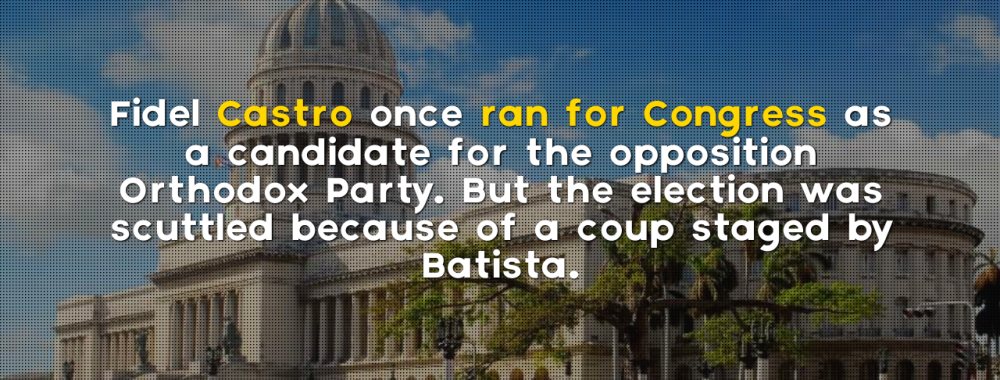 Fidel Castro once ran for Congress as
a candidate for the opposition
Orthodox Party. But the election was
scuttled because of a coup staged by
Batista.